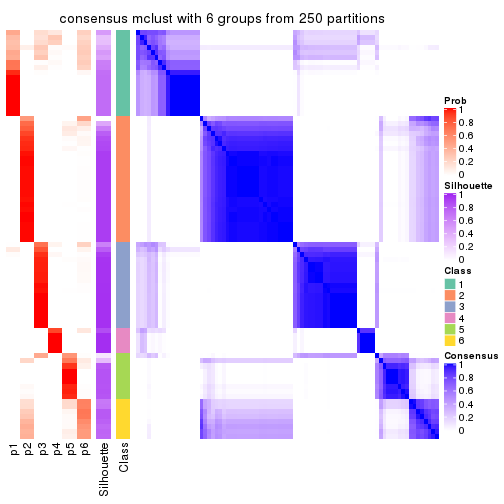 consensus mclust with 6 groups from 250 partitions
Prob
1
0.8
0.6
0.4
0.2
0
Silhouette
1
0.8
0.6
0.4
0.2
0
Class
1
2
3
4
5
6
Consensus
1
0.8
0.6
0.4
0.2
0
p1
p2
p3
p4
p5
p6
Silhouette
Class